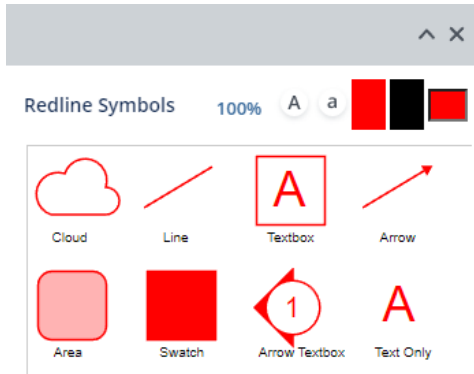 Redline Symbols 100% A a
A
Cloud Line Textbox Arrow
1 A
Area Swatch Arrow Textbox Text Only